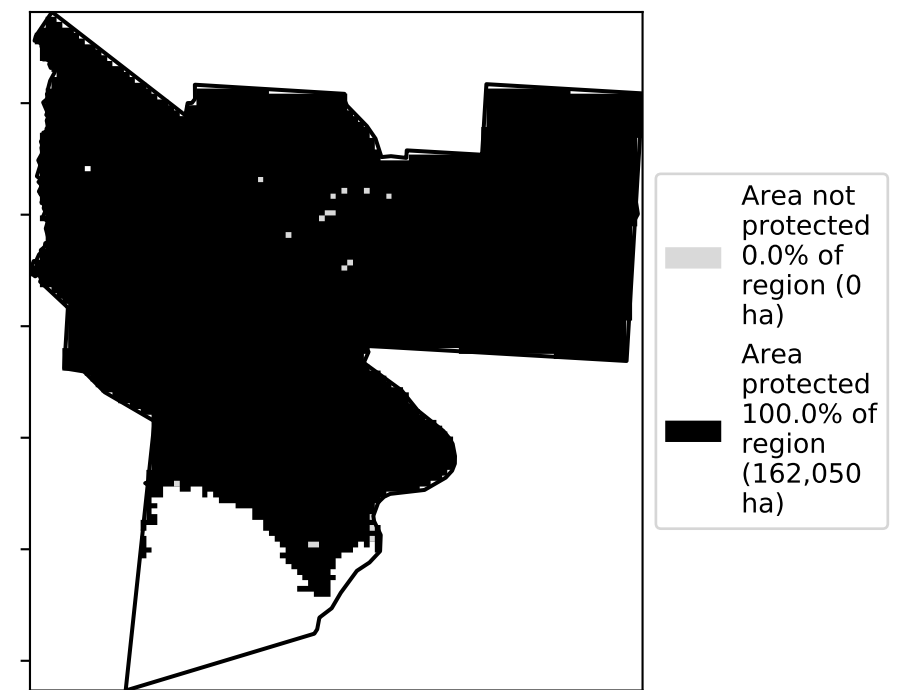 Area not
protected
0.0% of
region (0
ha)
Area
protected
100.0% of
region
(162,050
ha)